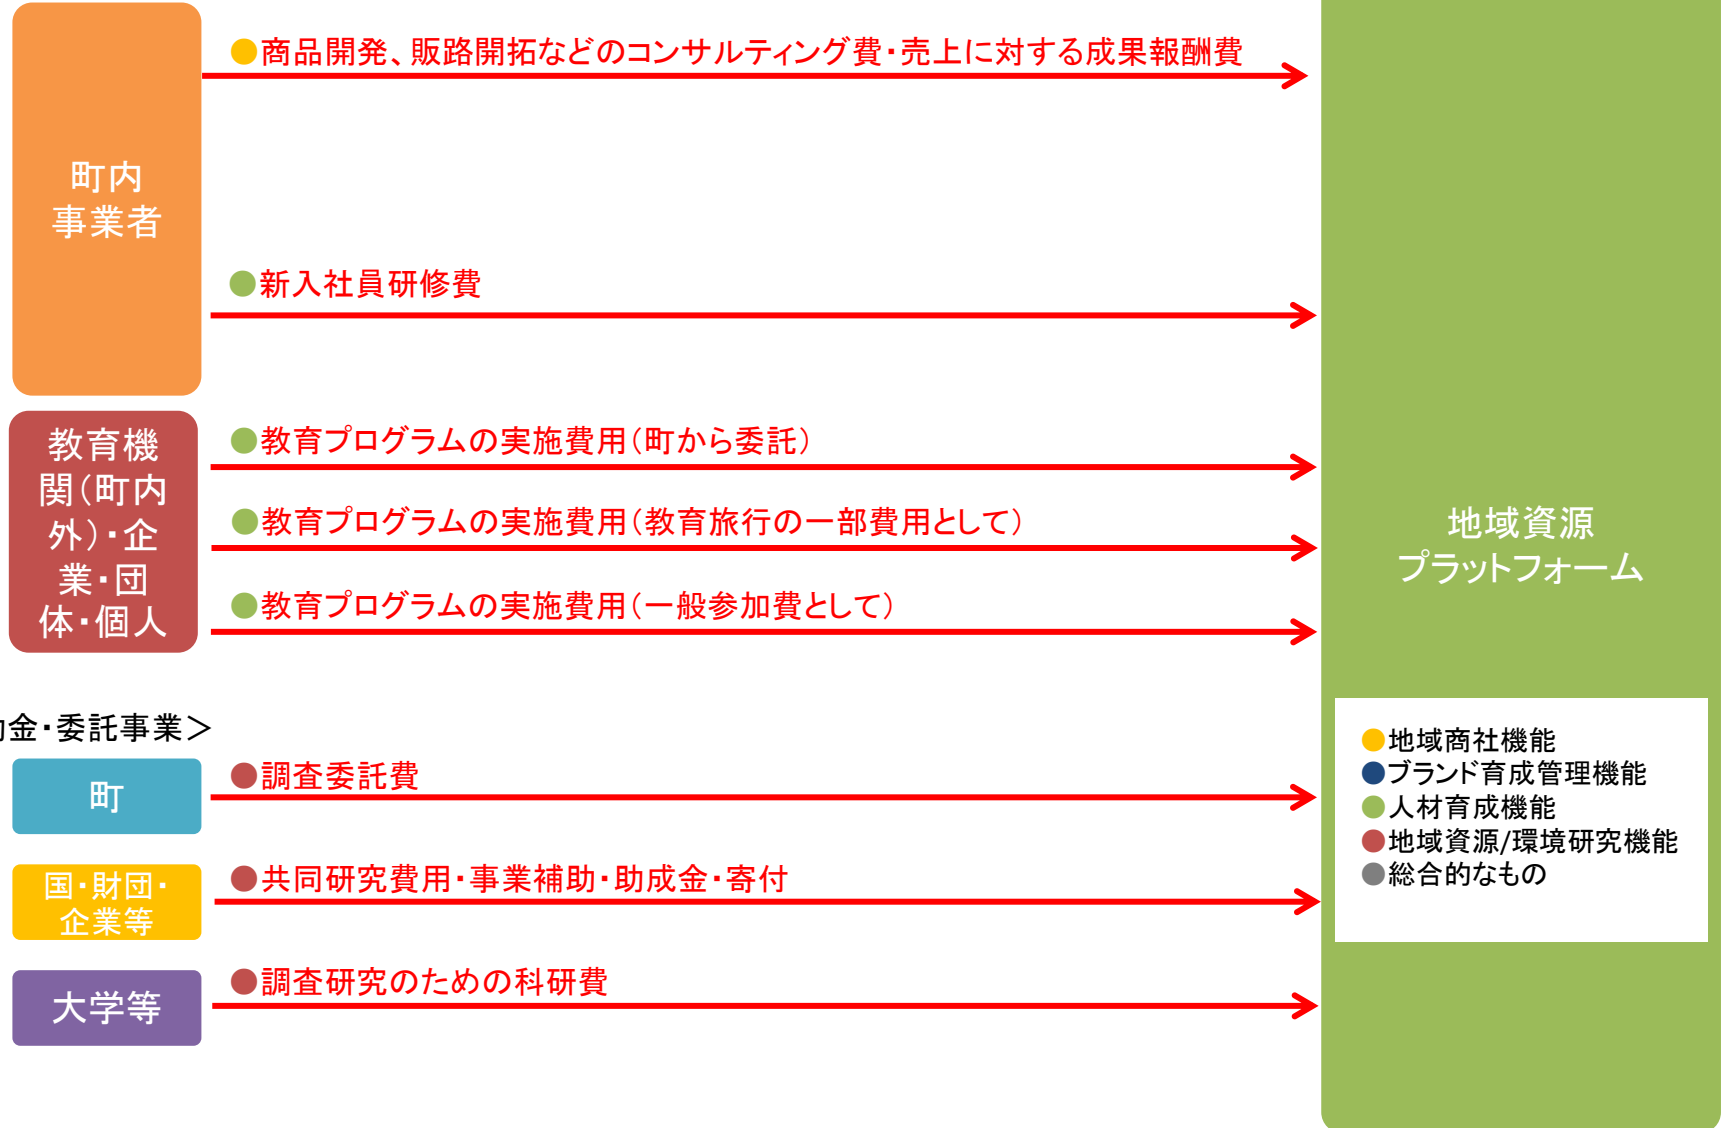 ●商品開発、販路開拓などのコンサルティング費・売上に対する成果報酬費
町内
事業者
●新入社員研修費
教育機
関（町内
外）・企
業・団
体・個人
●教育プログラムの実施費用（町から委託）
●教育プログラムの実施費用（教育旅行の一部費用として）
●教育プログラムの実施費用（一般参加費として）
地域資源
プラットフォーム
金・委託事業＞
町
●調査委託費
国・財団・
企業等
●共同研究費用・事業補助・助成金・寄付
大学等
●調査研究のための科研費
●地域商社機能
●ブランド育成管理機能
●人材育成機能
●地域資源/環境研究機能
●総合的なもの